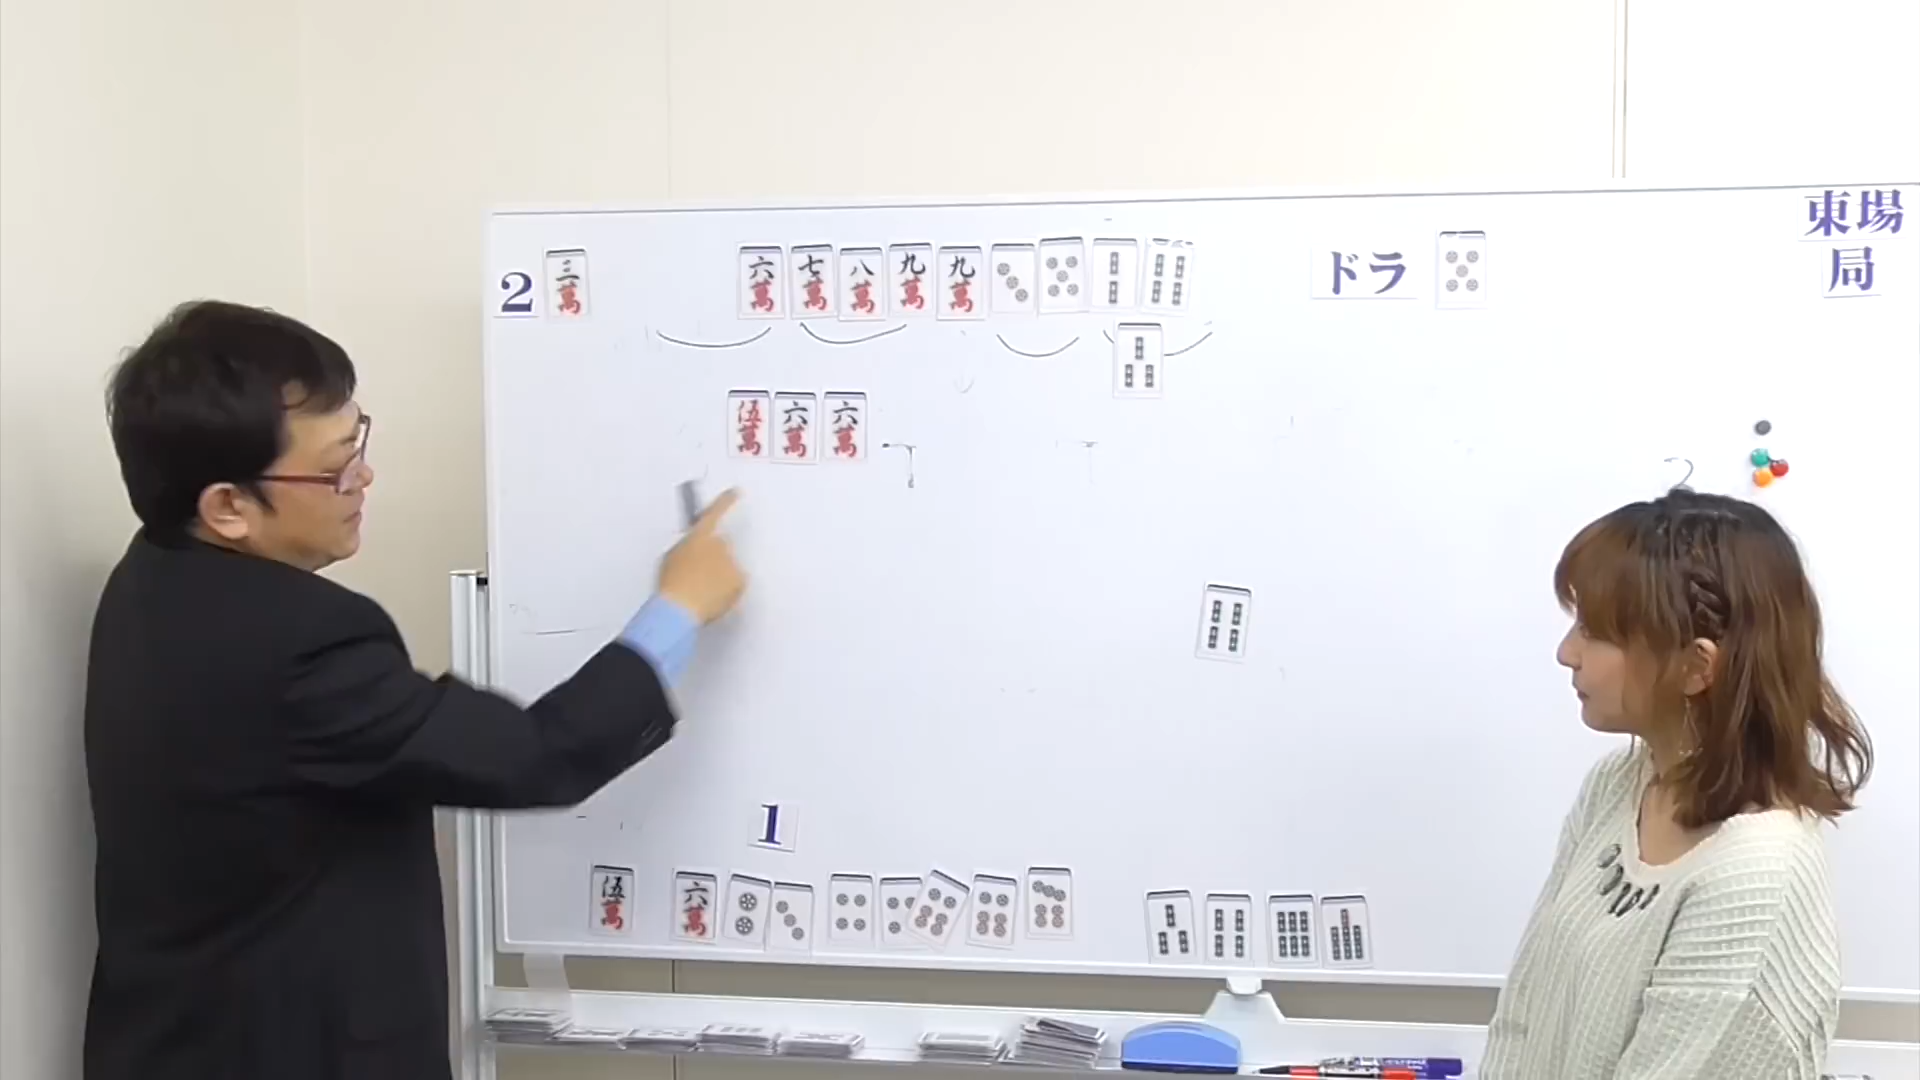 東場
局
ドラ
2
三萬 六萬 七萬 八萬 九萬 九萬
伍萬 六萬 六萬
1
伍萬 六萬